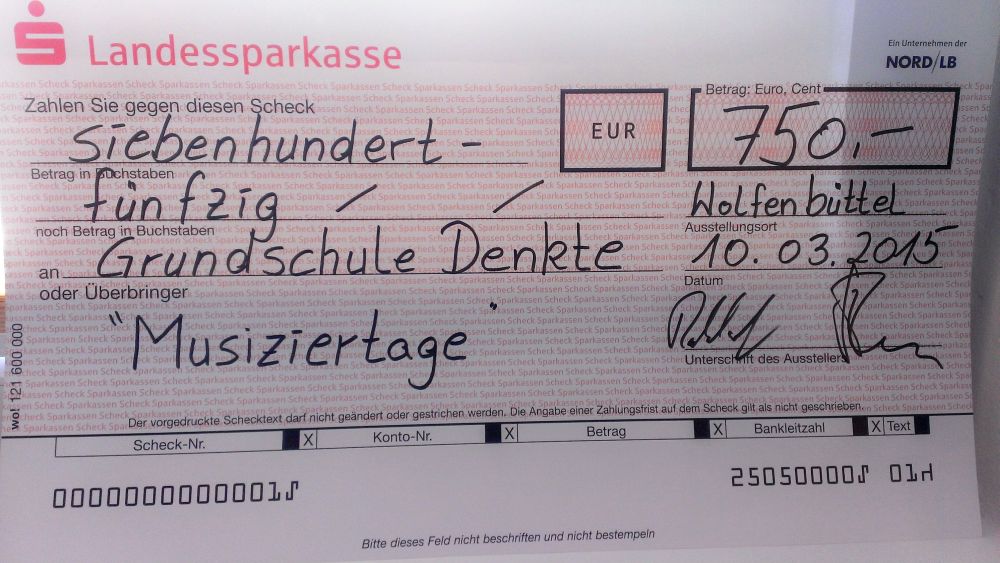 Landessparkasse
Ein Unternehmen der
NORD/LB
Zahlen Sie gegen diesen Scheck
EUR
Betrag: Euro, Cent
750,-
siebenhundert-
Betrag in Buchstaben
fünfzig
Wolfenbüttel
noch Betrag in Buchstaben
Ausstellungsort
an Grundschule Denkte
10. 03. 2015
oder Überbringer
Datum
"Musiziertage"
Unterschrift des Ausstellers
wol 121 600 000
Der vorgedruckte Schecktext darf nicht geändert oder gestrichen werden. Die Angabe einer Zahlungsfrist auf dem Scheck gilt als nicht geschrieben.
Scheck-Nr. X Konto-Nr. X Betrag X Bankleitzahl X Text
0000000000001⑀ 25050000⑀ 01⑁
Bitte dieses Feld nicht beschriften und nicht bestempeln